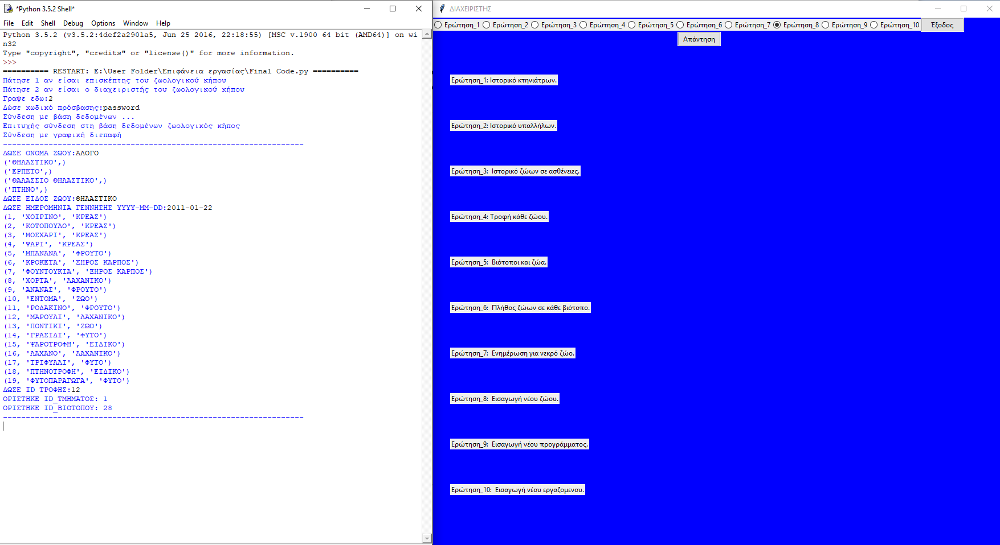 *Python 3.5.2 Shell*
File Edit Shell Debug Options Window Help
Python 3.5.2 (v3.5.2:4def2a2901a5, Jun 25 2016, 22:18:55) [MSC v.1900 64 bit (AMD64)] on wi
n32
Type "copyright", "credits" or "license()" for more information.
>>>
========== RESTART: E:\User Folder\Επιφάνεια εργασίας\Final Code.py ==========
Πάτησε 1 αν είσαι επισκέπτης του ζωολογικού κήπου
Πάτησε 2 αν είσαι ο διαχειριστής του ζωολογικού κήπου
Γραψε εδω:2
Δώσε κωδικό πρόσβασης:password
Σύνδεση με βάση δεδομένων ...
Επιτυχής σύνδεση στη βάση δεδομένων ζωολογικός κήπος
Σύνδεση με γραφική διεπαφή
------------------------------------------------------------------
ΔΩΣΕ ΟΝΟΜΑ ΖΩΟΥ:ΑΛΟΓΟ
('ΘΗΛΑΣΤΙΚΟ',)
('ΕΡΠΕΤΟ',)
('ΘΑΛΑΣΣΙΟ ΘΗΛΑΣΤΙΚΟ',)
('ΠΤΗΝΟ',)
ΔΩΣΕ ΕΙΔΟΣ ΖΩΟΥ:ΘΗΛΑΣΤΙΚΟ
ΔΩΣΕ ΗΜΕΡΟΜΗΝΙΑ ΓΕΝΝΗΣΗΣ YYYY-MM-DD:2011-01-22
(1, 'ΧΟΙΡΙΝΟ', 'ΚΡΕΑΣ')
(2, 'ΚΟΤΟΠΟΥΛΟ', 'ΚΡΕΑΣ')
(3, 'ΜΟΣΧΑΡΙ', 'ΚΡΕΑΣ')
(4, 'ΨΑΡΙ', 'ΚΡΕΑΣ')
(5, 'ΜΠΑΝΑΝΑ', 'ΦΡΟΥΤΟ')
(6, 'ΚΡΟΚΕΤΑ', 'ΞΗΡΟΣ ΚΑΡΠΟΣ')
(7, 'ΦΟΥΝΤΟΥΚΙΑ', 'ΞΗΡΟΣ ΚΑΡΠΟΣ')
(8, 'ΧΟΡΤΑ', 'ΛΑΧΑΝΙΚΟ')
(9, 'ΑΝΑΝΑΣ', 'ΦΡΟΥΤΟ')
(10, 'ΕΝΤΟΜΑ', 'ΖΩΟ')
(11, 'ΡΟΔΑΚΙΝΟ', 'ΦΡΟΥΤΟ')
(12, 'ΜΑΡΟΥΛΙ', 'ΛΑΧΑΝΙΚΟ')
(13, 'ΠΟΝΤΙΚΙ', 'ΖΩΟ')
(14, 'ΓΡΑΣΙΔΙ', 'ΦΥΤΟ')
(15, 'ΨΑΡΟΤΡΟΦΗ', 'ΕΙΔΙΚΟ')
(16, 'ΛΑΧΑΝΟ', 'ΛΑΧΑΝΙΚΟ')
(17, 'ΤΡΙΦΥΛΛΙ', 'ΦΥΤΟ')
(18, 'ΠΤΗΝΟΤΡΟΦΗ', 'ΕΙΔΙΚΟ')
(19, 'ΦΥΤΟΠΑΡΑΓΩΓΑ', 'ΦΥΤΟ')
ΔΩΣΕ ID ΤΡΟΦΗΣ:12
ΟΡΙΣΤΗΚΕ ID_ΤΜΗΜΑΤΟΣ: 1
ΟΡΙΣΤΗΚΕ ID_ΒΙΟΤΟΠΟΥ: 28
------------------------------------------------------------------
ΔΙΑΧΕΙΡΙΣΤΗΣ
Ερώτηση_1 Ερώτηση_2 Ερώτηση_3 Ερώτηση_4 Ερώτηση_5 Ερώτηση_6 Ερώτηση_7 Ερώτηση_8 Ερώτηση_9 Ερώτηση_10 Έξοδος
Απάντηση
Ερώτηση_1: Ιστορικό κτηνιάτρων.
Ερώτηση_2: Ιστορικό υπαλλήλων.
Ερώτηση_3: Ιστορικό ζώων σε ασθένειες.
Ερώτηση_4: Τροφή κάθε ζώου.
Ερώτηση_5: Βιότοποι και ζώα.
Ερώτηση_6: Πλήθος ζώων σε κάθε βιότοπο.
Ερώτηση_7: Ενημέρωση για νεκρό ζώο.
Ερώτηση_8: Εισαγωγή νέου ζώου.
Ερώτηση_9: Εισαγωγή νέου προγράμματος.
Ερώτηση_10: Εισαγωγή νέου εργαζομενου.